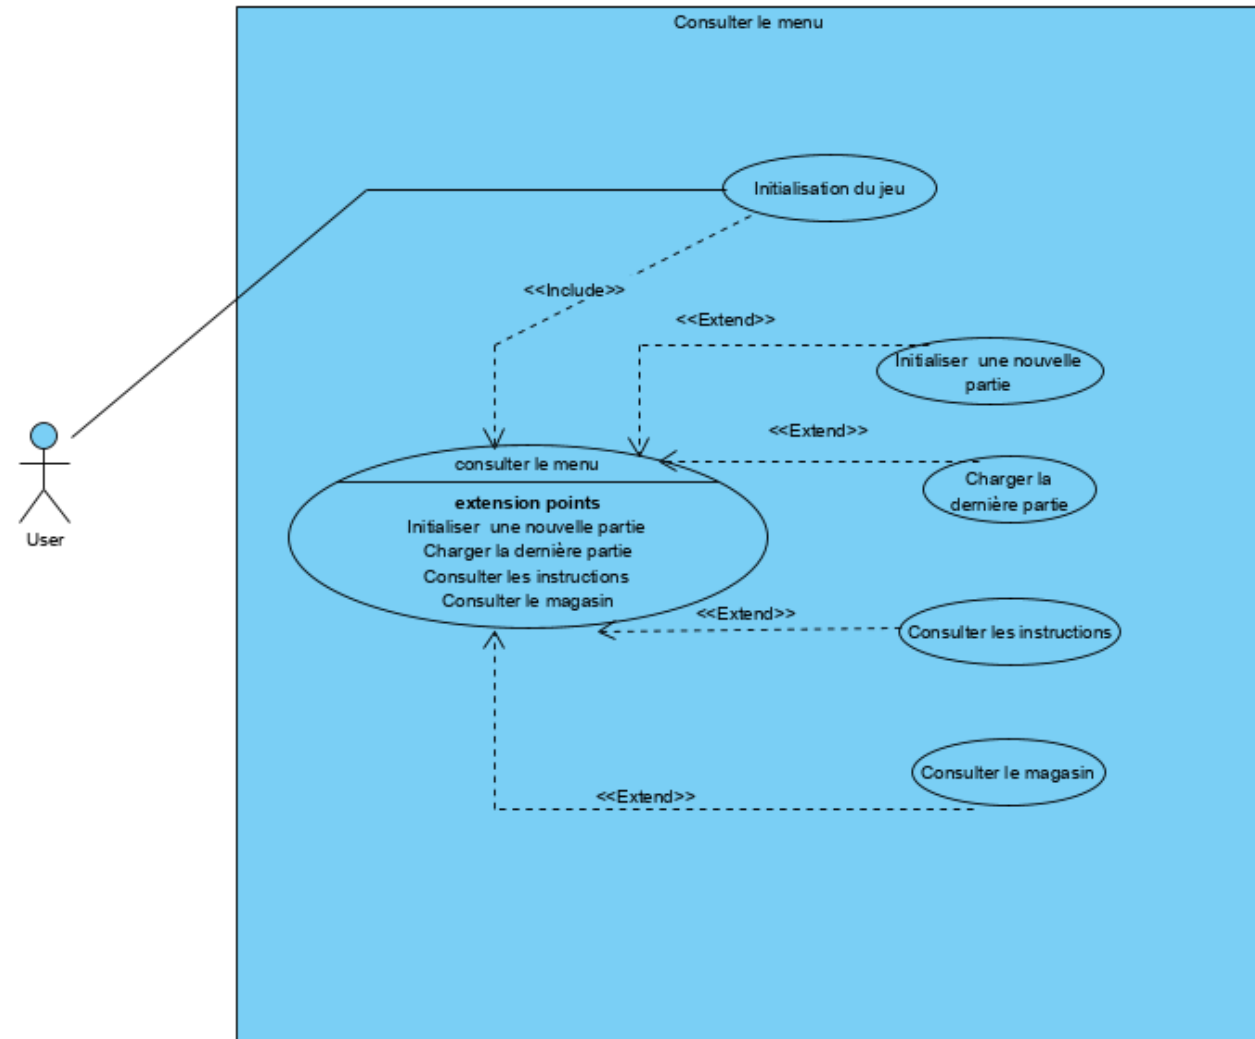 Consulter le menu
Initialisation du jeu
<<Include>>
<<Extend>>
Initialiser une nouvelle
partie
<<Extend>>
consulter le menu
extension points
Initialiser une nouvelle partie
Charger la dernière partie
Consulter les instructions
Consulter le magasin
Charger la
dernière partie
User
<<Extend>>
Consulter les instructions
Consulter le magasin
<<Extend>>